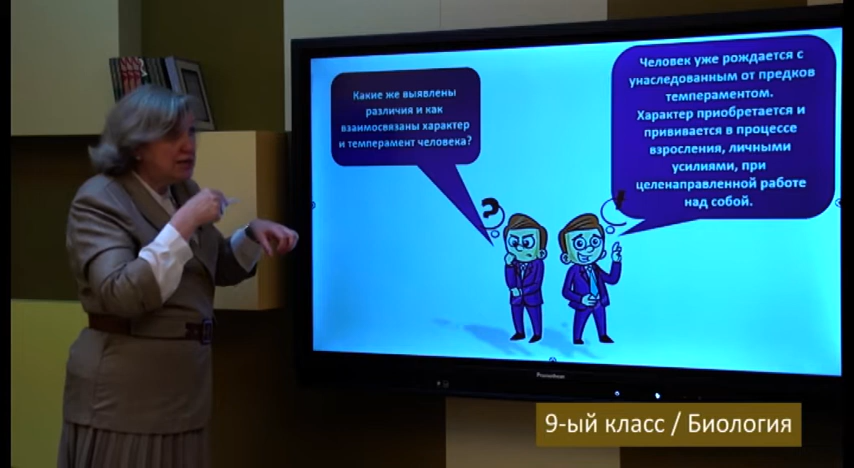 Какие же выявлены
различия и как
взаимосвязаны характер
и темперамент человека?
Человек уже рождается с
унаследованным от предков
темпераментом.
Характер приобретается и
прививается в процессе
взросления, личными
усилиями, при
целенаправленной работе
над собой.
?
!
Promethean
9-ый класс / Биология